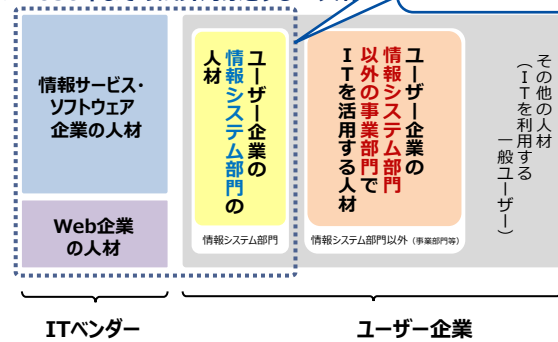 情報サービス・
ソフトウェア
企業の人材
Web企業
の人材
ユーザー企業の
情報システム部門の
人材
情報システム部門
ユーザー企業の
情報システム部門
以外の事業部門で
ITを活用する人材
情報システム部門以外（事業部門等）
その他の人材
（ITを利用する
一般ユーザー）
ITベンダー
ユーザー企業